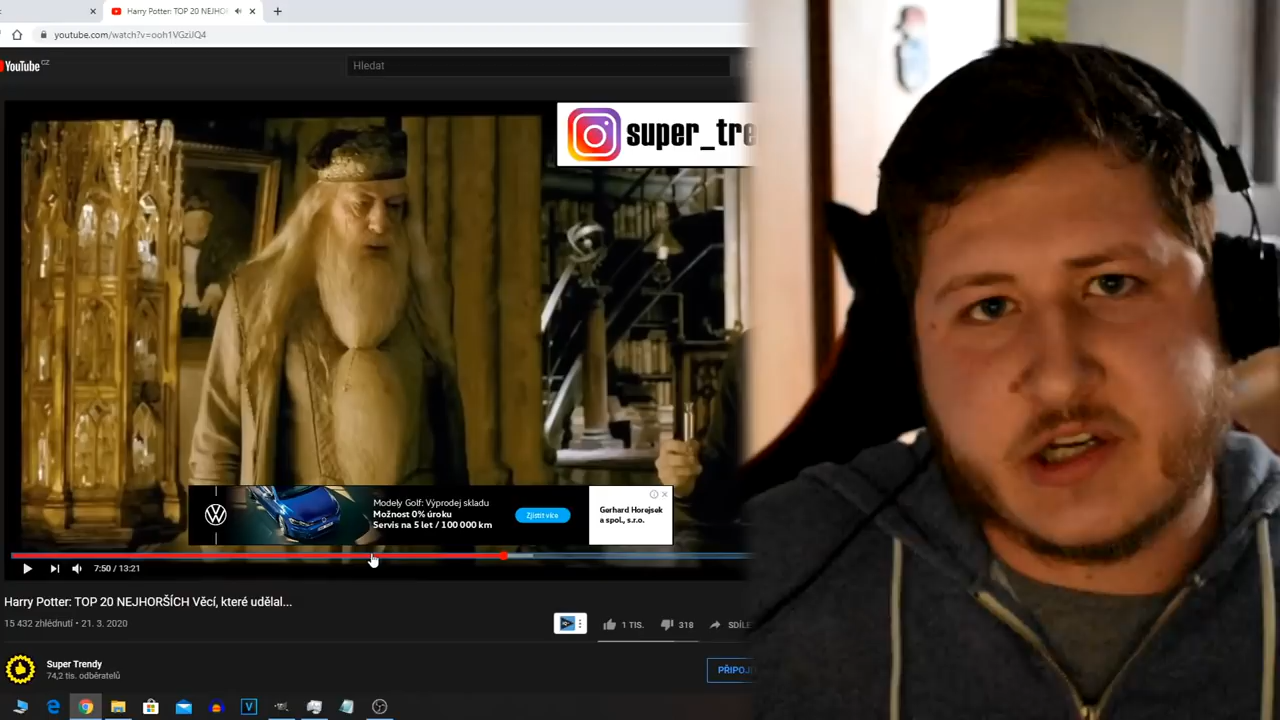 Harry Potter: TOP 20 NEJHOR
youtube.com/watch?v=ooh1VGziJQ4
YouTube CZ
Hledat
super_tre
Modely Golf: Výprodej skladu
Možnost 0% úroku
Servis na 5 let / 100 000 km
Zjistit více
Gerhard Horejsek
a spol., s.r.o.
7:50 / 13:21
Harry Potter: TOP 20 NEJHORŠÍCH Věcí, které udělal...
15 432 zhlédnutí • 21. 3. 2020
1 TIS.
318
SDÍLE
Super Trendy
74,2 tis. odběratelů
PŘIPOJ